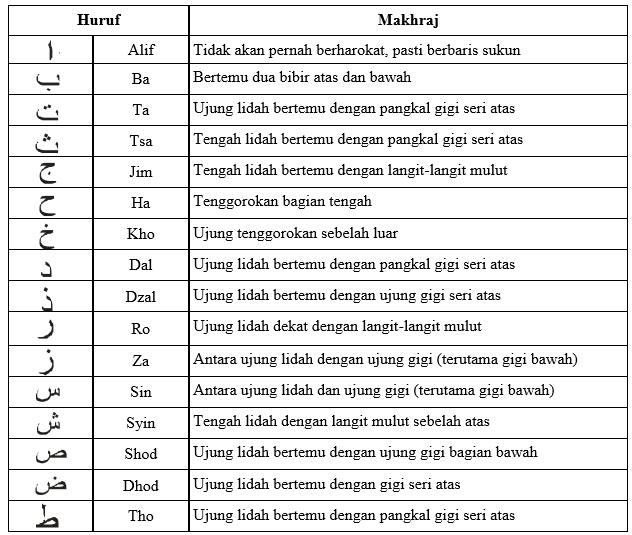 Huruf Makhraj
ا Alif Tidak akan pernah berharokat, pasti berbaris sukun
ب Ba Bertemu dua bibir atas dan bawah
ت Ta Ujung lidah bertemu dengan pangkal gigi seri atas
ث Tsa Tengah lidah bertemu dengan pangkal gigi seri atas
ج Jim Tengah lidah bertemu dengan langit-langit mulut
ح Ha Tenggorokan bagian tengah
خ Kho Ujung tenggorokan sebelah luar
د Dal Ujung lidah bertemu dengan pangkal gigi seri atas
ذ Dzal Ujung lidah bertemu dengan ujung gigi seri atas
ر Ro Ujung lidah dekat dengan langit-langit mulut
ز Za Antara ujung lidah dengan ujung gigi (terutama gigi bawah)
س Sin Antara ujung lidah dan ujung gigi (terutama gigi bawah)
ش Syin Tengah lidah dengan langit mulut sebelah atas
ص Shod Ujung lidah bertemu dengan ujung gigi bagian bawah
ض Dhod Ujung lidah bertemu dengan gigi seri atas
ط Tho Ujung lidah bertemu dengan pangkal gigi seri atas